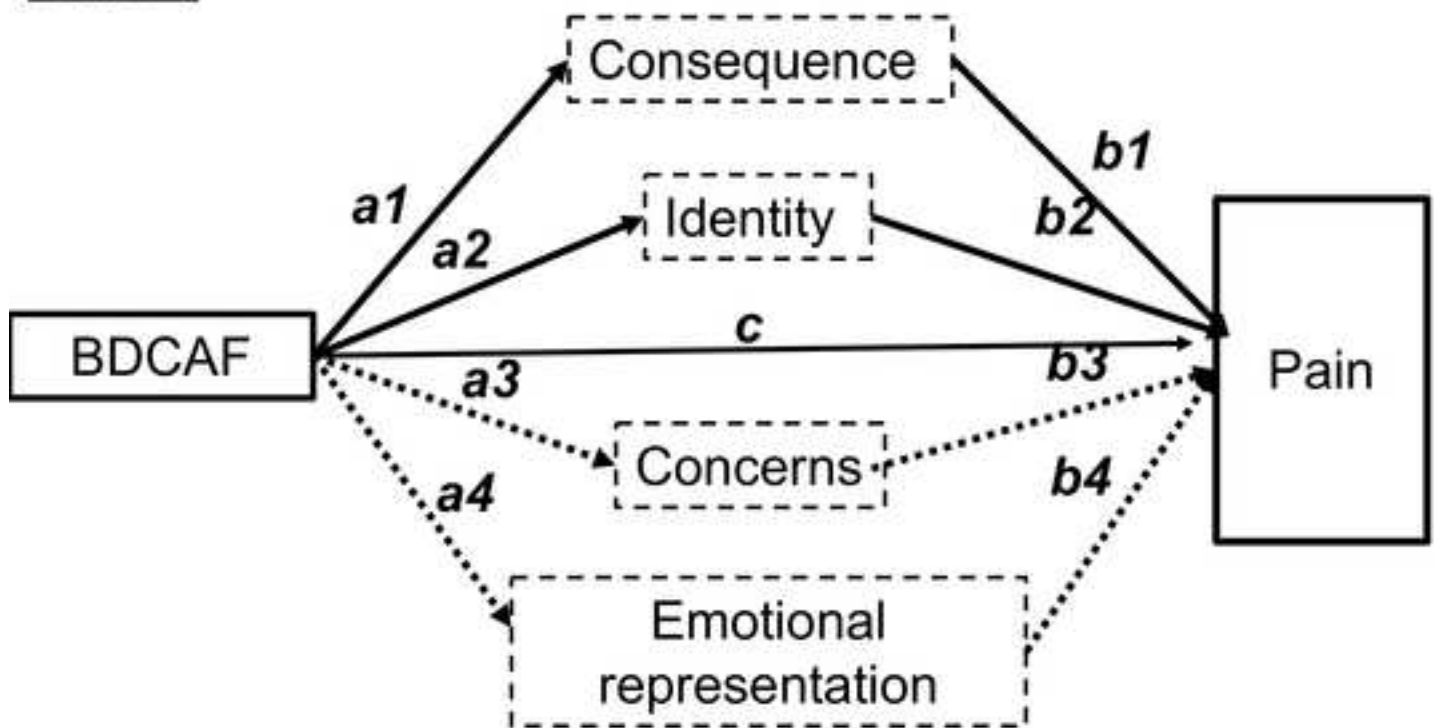 Consequence
b1
a1
Identity
b2
a2
c
BDCAF
a3
b3
Pain
Concerns
a4
b4
Emotional
representation